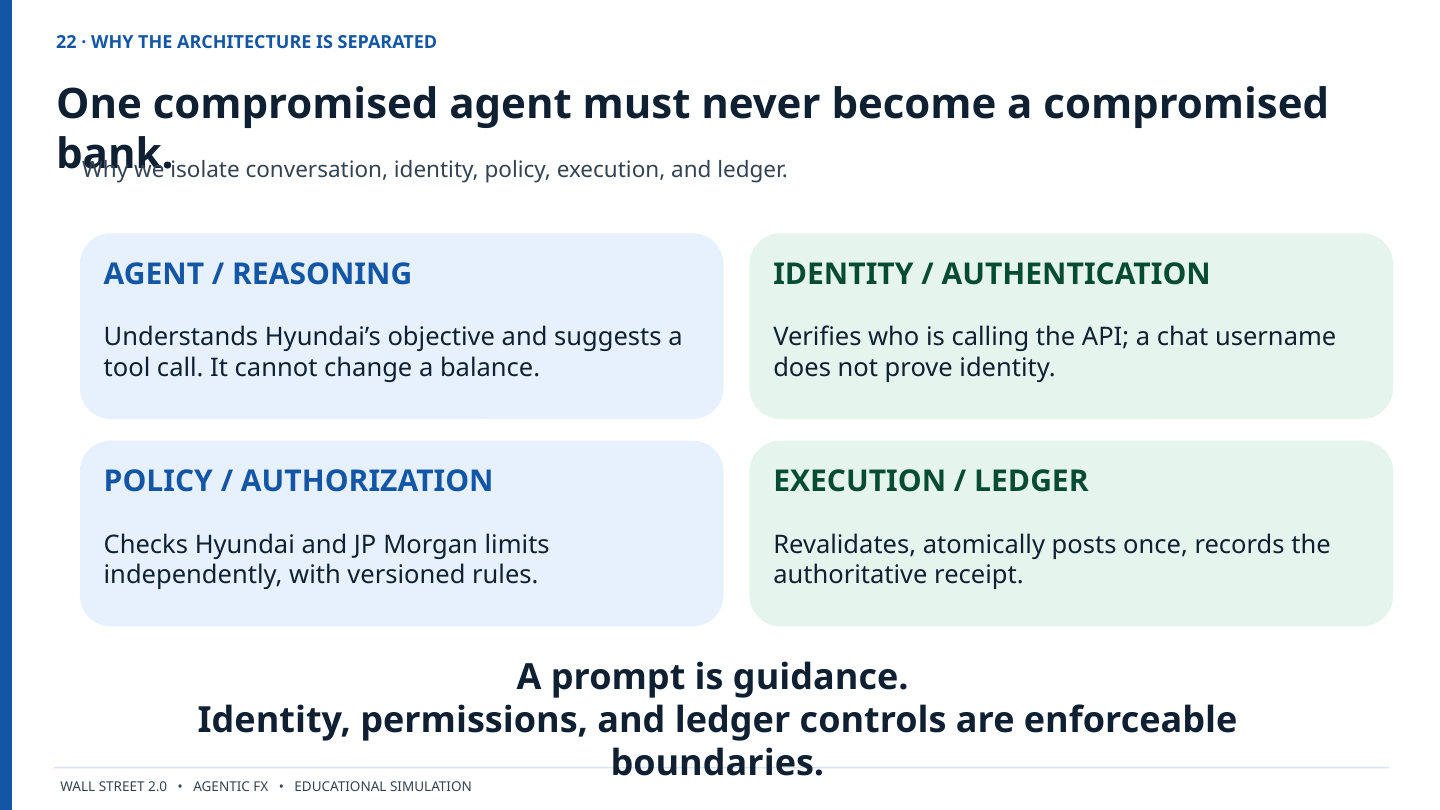 22 · WHY THE ARCHITECTURE IS SEPARATED
One compromised agent must never become a compromised
bank.
Why we isolate conversation, identity, policy, execution, and ledger.
AGENT / REASONING
Understands Hyundai’s objective and suggests a
tool call. It cannot change a balance.
IDENTITY / AUTHENTICATION
Verifies who is calling the API; a chat username
does not prove identity.
POLICY / AUTHORIZATION
Checks Hyundai and JP Morgan limits
independently, with versioned rules.
EXECUTION / LEDGER
Revalidates, atomically posts once, records the
authoritative receipt.
A prompt is guidance.
Identity, permissions, and ledger controls are enforceable
boundaries.
WALL STREET 2.0 • AGENTIC FX • EDUCATIONAL SIMULATION